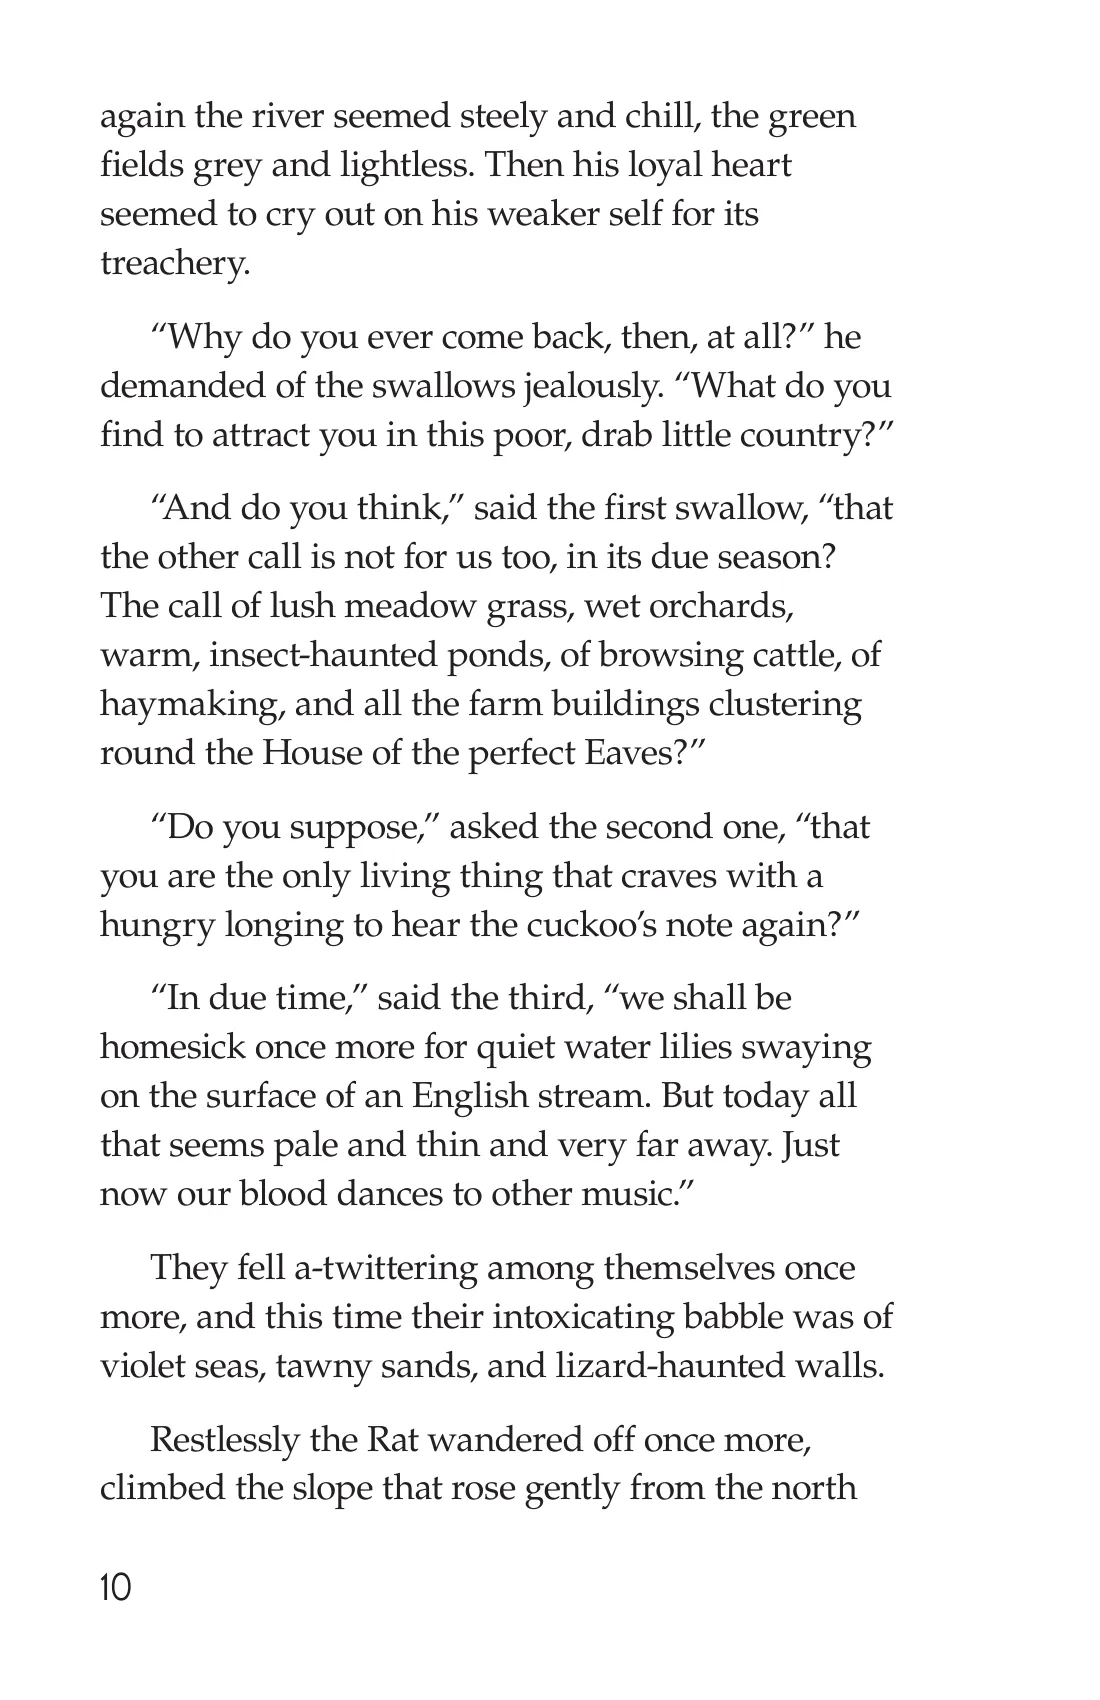 again the river seemed steely and chill, the green
fields grey and lightless. Then his loyal heart
seemed to cry out on his weaker self for its
treachery.
“Why do you ever come back, then, at all?” he
demanded of the swallows jealously. “What do you
find to attract you in this poor, drab little country?”
“And do you think,” said the first swallow, “that
the other call is not for us too, in its due season?
The call of lush meadow grass, wet orchards,
warm, insect-haunted ponds, of browsing cattle, of
haymaking, and all the farm buildings clustering
round the House of the perfect Eaves?”
“Do you suppose,” asked the second one, “that
you are the only living thing that craves with a
hungry longing to hear the cuckoo’s note again?”
“In due time,” said the third, “we shall be
homesick once more for quiet water lilies swaying
on the surface of an English stream. But today all
that seems pale and thin and very far away. Just
now our blood dances to other music.”
They fell a-twittering among themselves once
more, and this time their intoxicating babble was of
violet seas, tawny sands, and lizard-haunted walls.
Restlessly the Rat wandered off once more,
climbed the slope that rose gently from the north
10